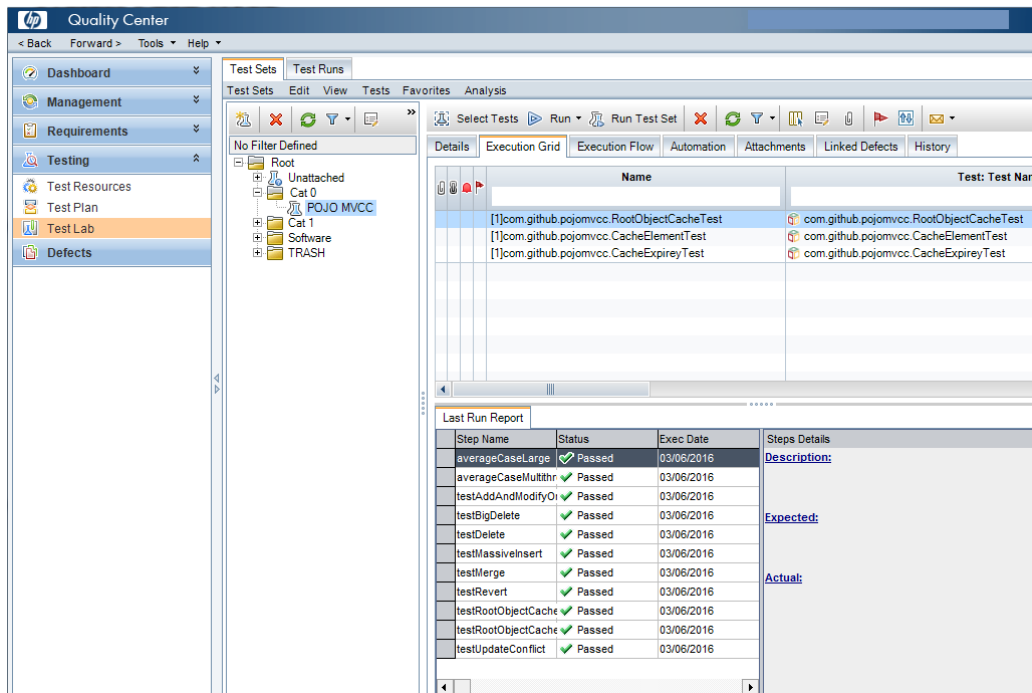 hp Quality Center
< Back Forward > Tools Help
Dashboard
Management
Requirements
Testing
Test Resources
Test Plan
Test Lab
Defects
Test Sets Test Runs
Test Sets Edit View Tests Favorites Analysis
No Filter Defined
Root
Unattached
Cat 0
POJO MVCC
Cat 1
Software
TRASH
Select Tests Run Run Test Set
Details Execution Grid Execution Flow Automation Attachments Linked Defects History
Name Test: Test Nar
[1]com.github.pojomvcc.RootObjectCacheTest com.github.pojomvcc.RootObjectCacheTest
[1]com.github.pojomvcc.CacheElementTest com.github.pojomvcc.CacheElementTest
[1]com.github.pojomvcc.CacheExpireyTest com.github.pojomvcc.CacheExpireyTest
Last Run Report
Step Name Status Exec Date Steps Details
averageCaseLarge Passed 03/06/2016 Description:
averageCaseMultithr Passed 03/06/2016
testAddAndModifyO Passed 03/06/2016
testBigDelete Passed 03/06/2016 Expected:
testDelete Passed 03/06/2016
testMassiveInsert Passed 03/06/2016
testMerge Passed 03/06/2016 Actual:
testRevert Passed 03/06/2016
testRootObjectCache Passed 03/06/2016
testRootObjectCache Passed 03/06/2016
testUpdateConflict Passed 03/06/2016